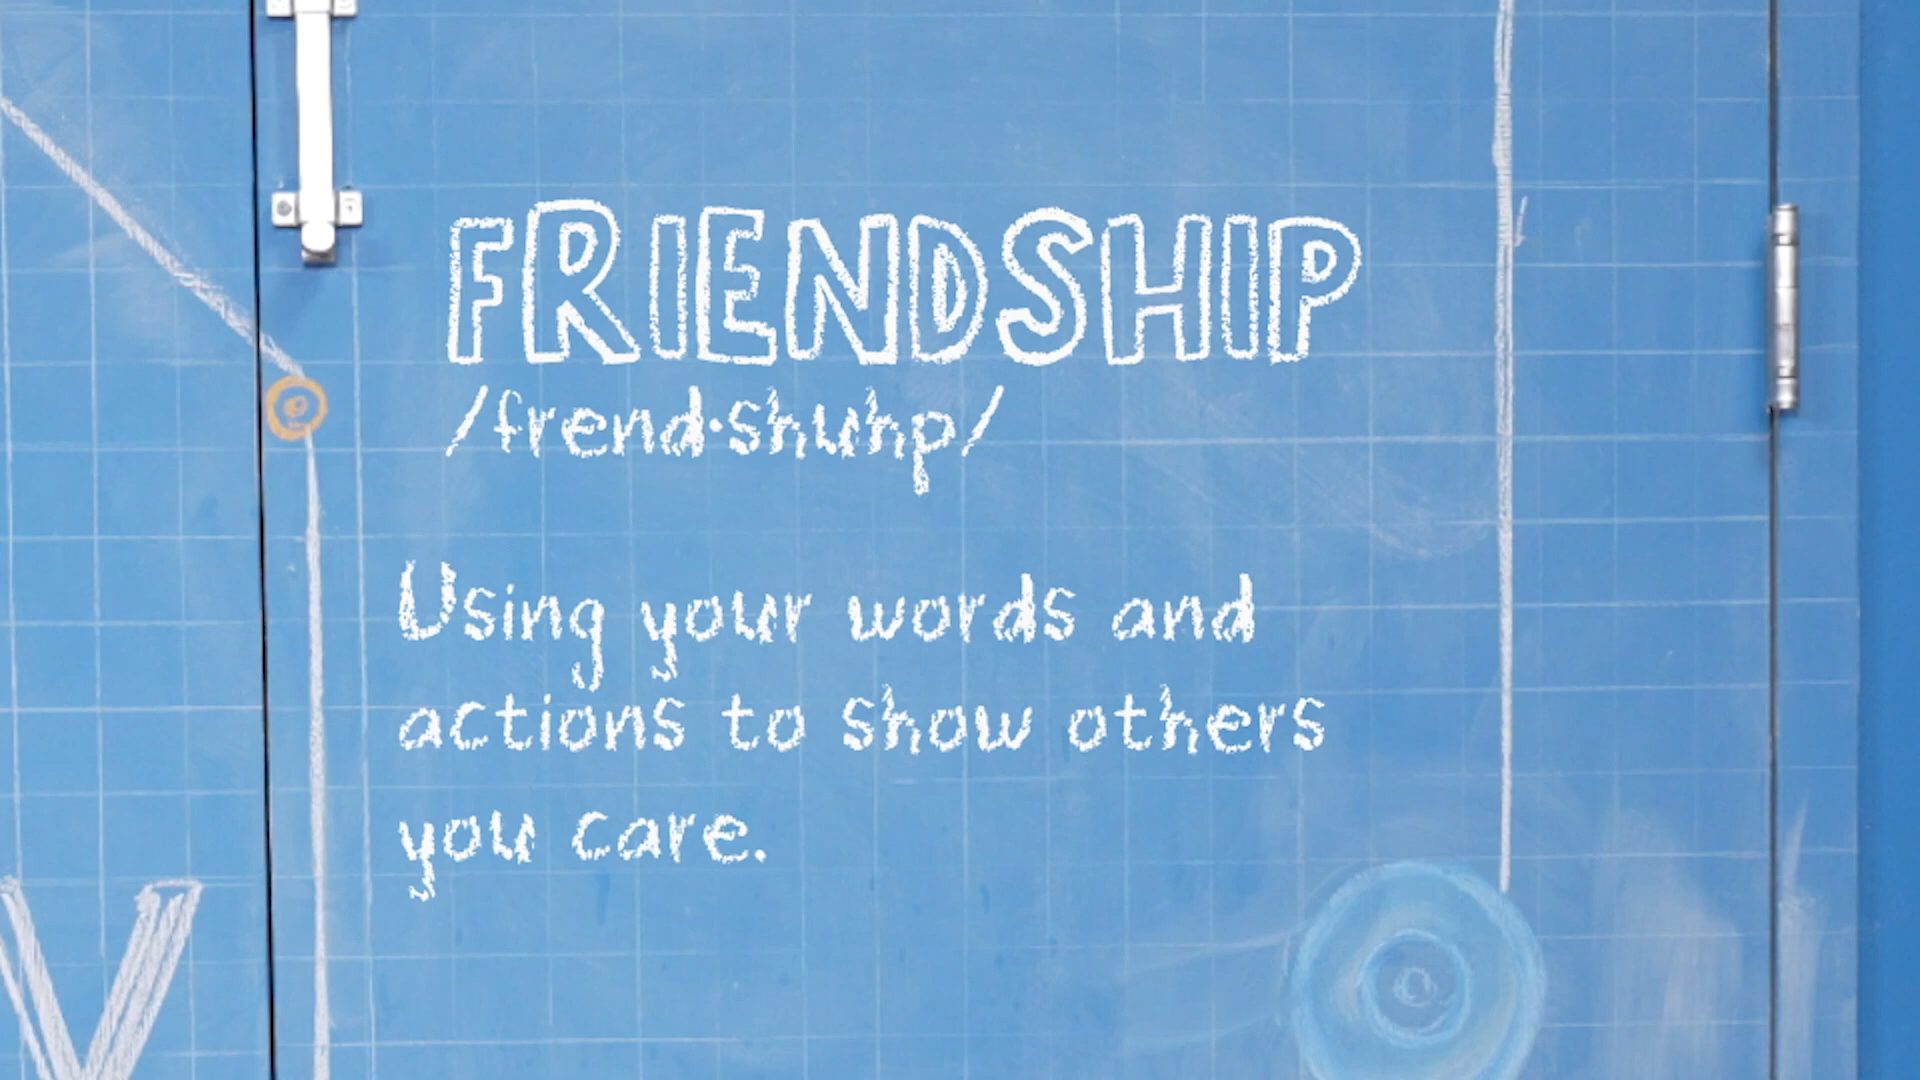 FRIENDSHIP
/frend·shuhp/
Using your words and
actions to show others
you care.